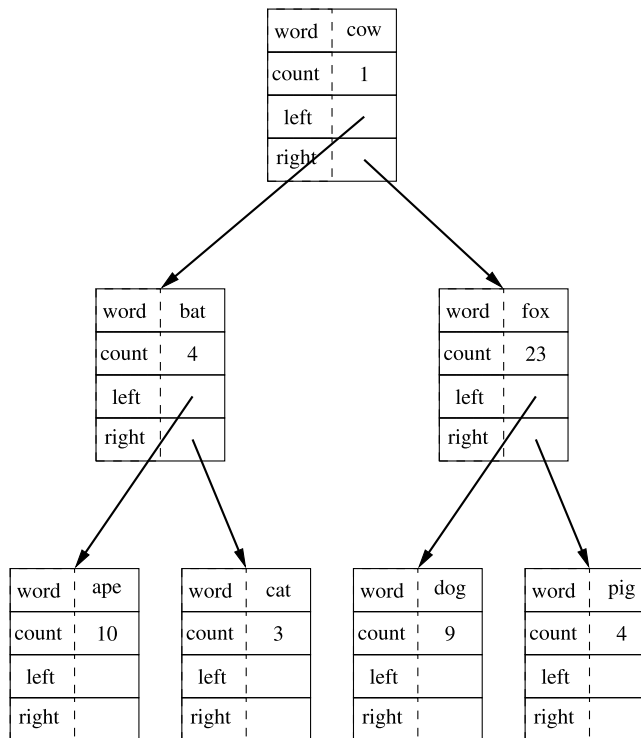 word cow
count 1
left
right
word bat
count 4
left
right
word fox
count 23
left
right
word ape
count 10
left
right
word cat
count 3
left
right
word dog
count 9
left
right
word pig
count 4
left
right